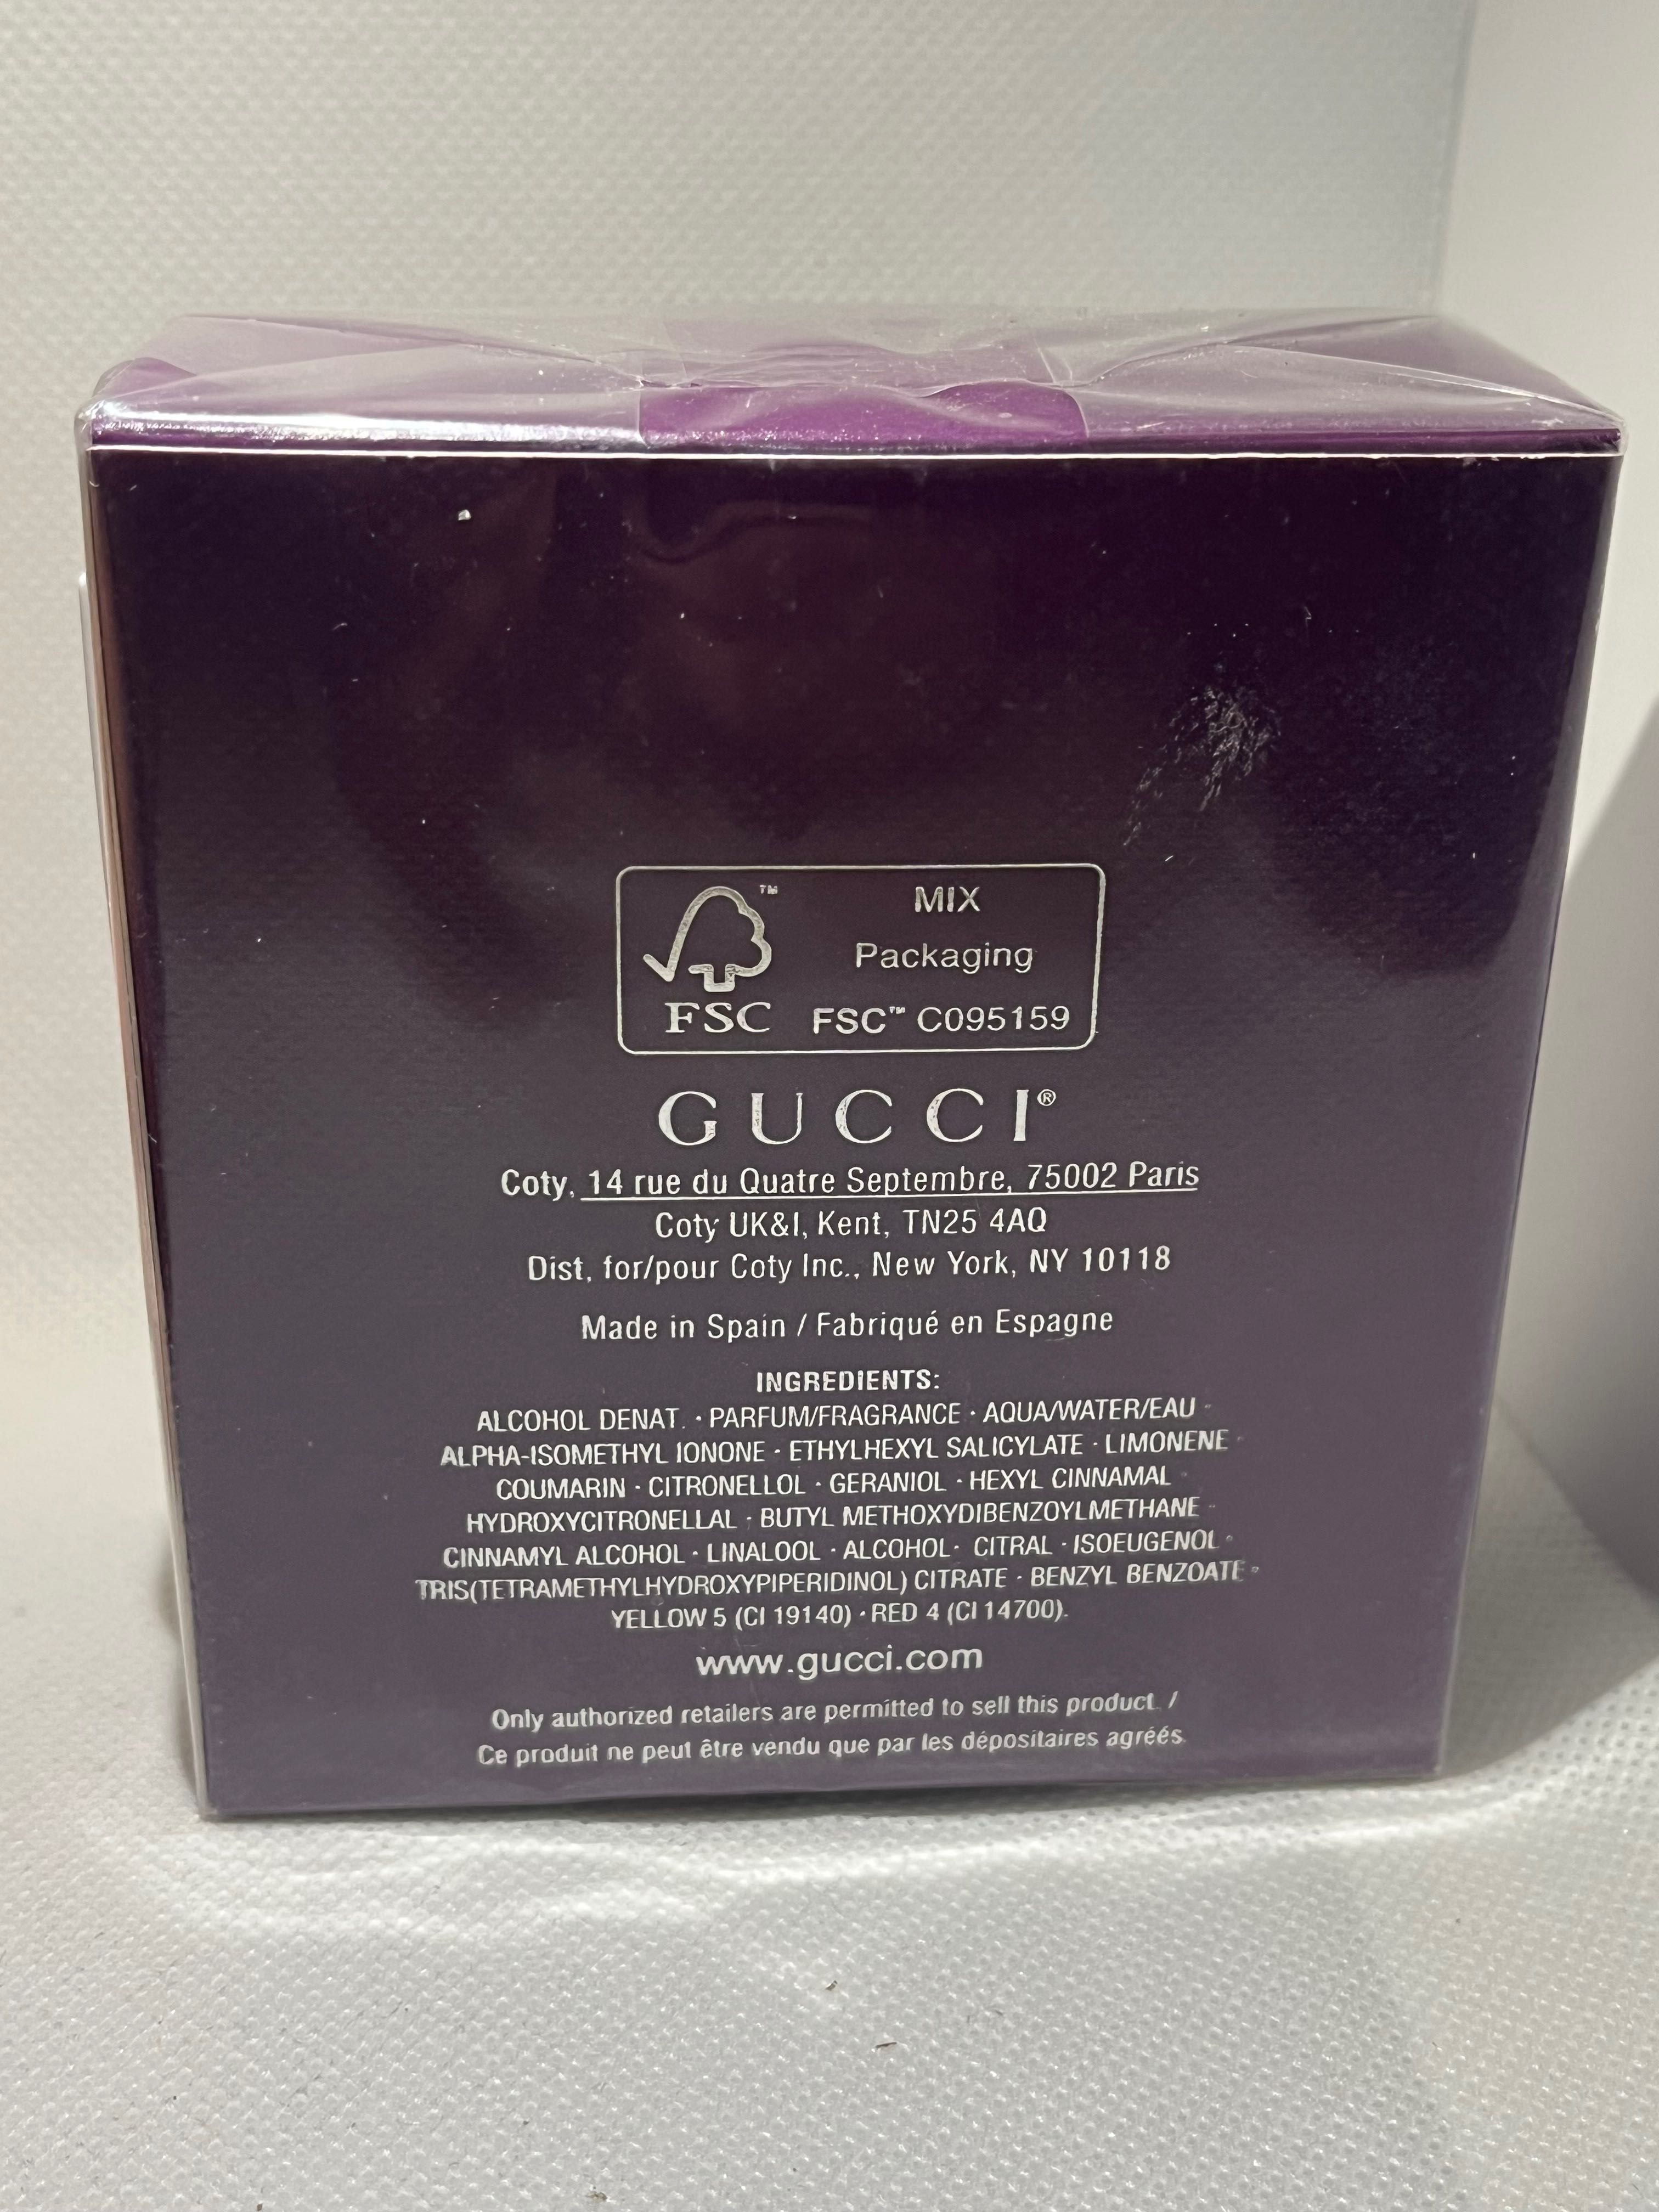 ™
MIX
Packaging
FSC FSC™ C095159
GUCCI®
Coty, 14 rue du Quatre Septembre, 75002 Paris
Coty UK&I, Kent, TN25 4AQ
Dist. for/pour Coty Inc., New York, NY 10118
Made in Spain / Fabriqué en Espagne
INGREDIENTS:
ALCOHOL DENAT. · PARFUM/FRAGRANCE · AQUA/WATER/EAU ·
ALPHA-ISOMETHYL IONONE · ETHYLHEXYL SALICYLATE · LIMONENE ·
COUMARIN · CITRONELLOL · GERANIOL · HEXYL CINNAMAL ·
HYDROXYCITRONELLAL · BUTYL METHOXYDIBENZOYLMETHANE ·
CINNAMYL ALCOHOL · LINALOOL · ALCOHOL · CITRAL · ISOEUGENOL ·
TRIS(TETRAMETHYLHYDROXYPIPERIDINOL) CITRATE · BENZYL BENZOATE ·
YELLOW 5 (CI 19140) · RED 4 (CI 14700).
www.gucci.com
Only authorized retailers are permitted to sell this product. /
Ce produit ne peut être vendu que par les dépositaires agréés.